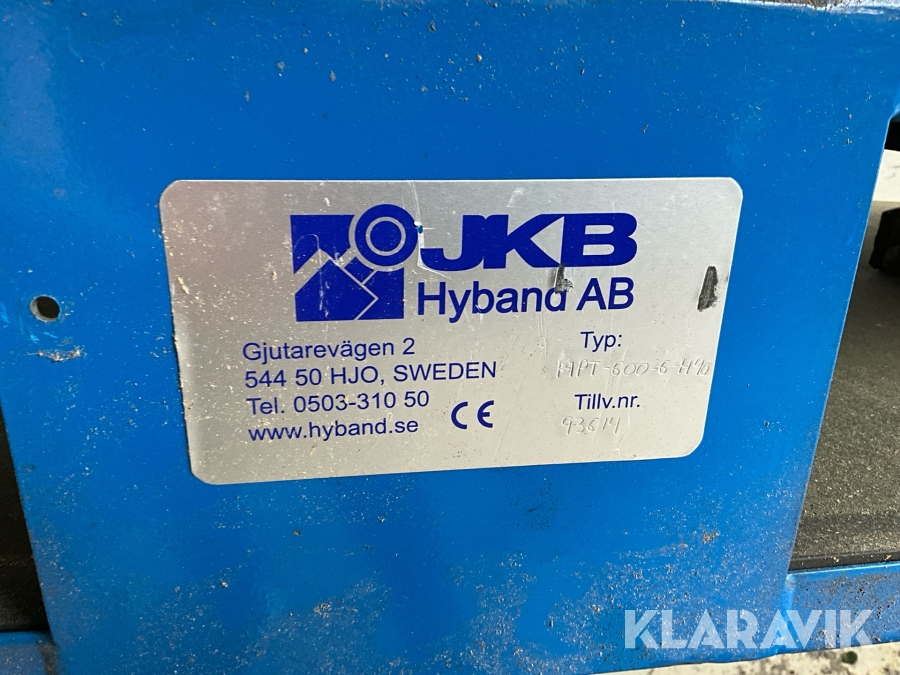 JKB
Hyband AB
Gjutarevägen 2
544 50 HJO, SWEDEN
Tel. 0503-310 50
www.hyband.se
CE
Typ:
Tillv.nr.
93614
KLARAVIK